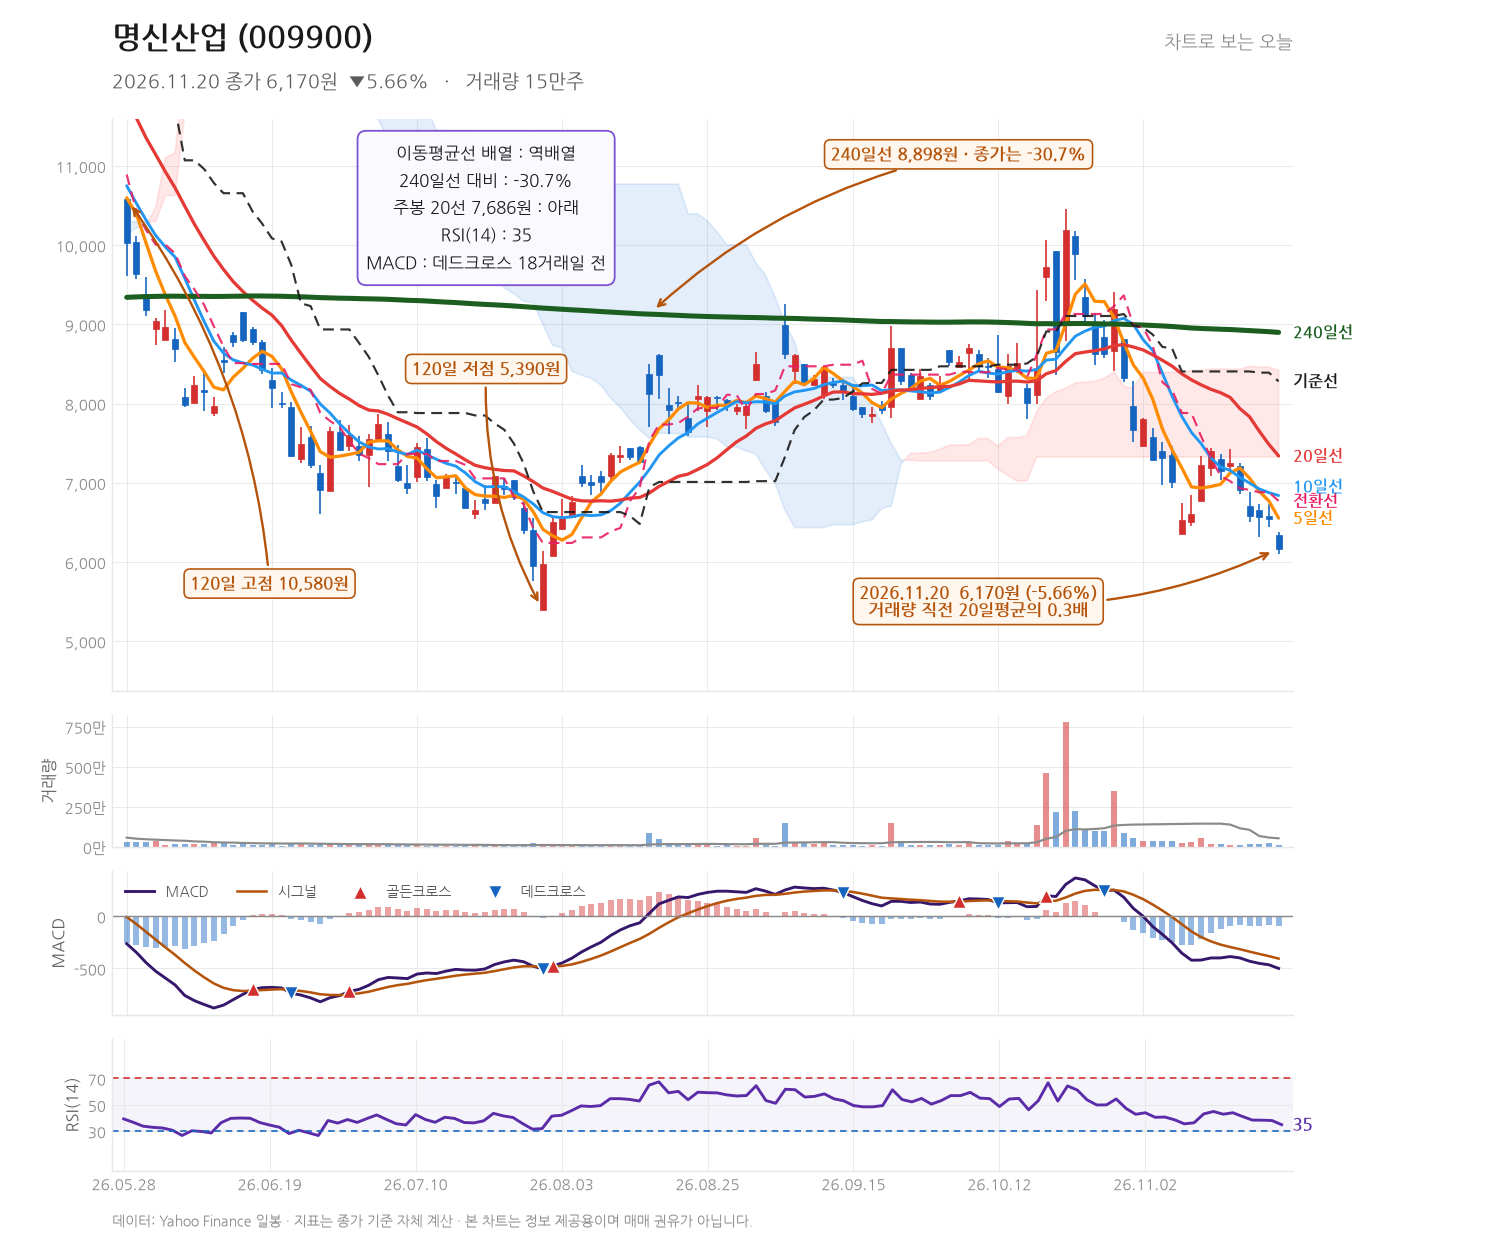 명신산업 (009900)
차트로 보는 오늘
2026.11.20 종가 6,170원 ▼5.66% · 거래량 15만주
이동평균선 배열 : 역배열
240일선 대비 : -30.7%
주봉 20선 7,686원 : 아래
RSI(14) : 35
MACD : 데드크로스 18거래일 전
240일선 8,898원 · 종가는 -30.7%
120일 저점 5,390원
120일 고점 10,580원
2026.11.20 6,170원 (-5.66%)
거래량 직전 20일평균의 0.3배
11,000
10,000
9,000
8,000
7,000
6,000
5,000
240일선
기준선
20일선
10일선
전환선
5일선
거래량
750만
500만
250만
0만
MACD
MACD 시그널 골든크로스 데드크로스
0
-500
RSI(14)
70
50
30
35
26.05.28 26.06.19 26.07.10 26.08.03 26.08.25 26.09.15 26.10.12 26.11.02
데이터: Yahoo Finance 일봉 · 지표는 종가 기준 자체 계산 · 본 차트는 정보 제공용이며 매매 권유가 아닙니다.